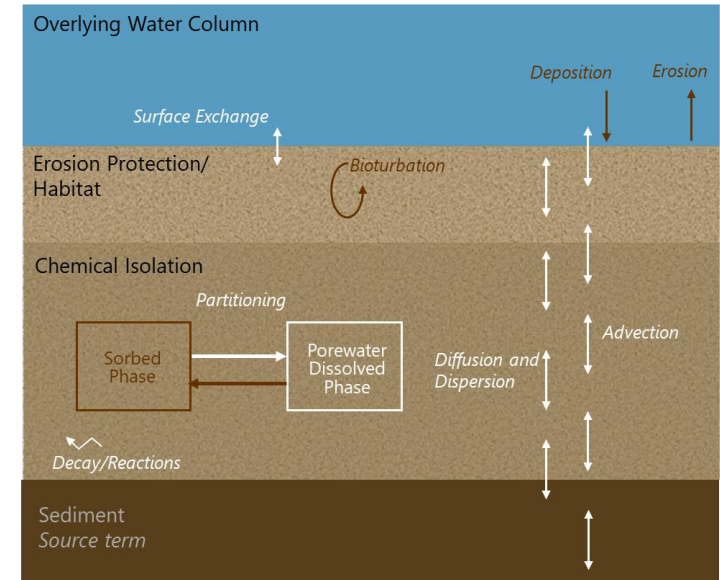 Overlying Water Column
Deposition
Erosion
Surface Exchange
Erosion Protection/
Habitat
Bioturbation
Chemical Isolation
Partitioning
Sorbed
Phase
Porewater
Dissolved
Phase
Diffusion and
Dispersion
Advection
Decay/Reactions
Sediment
Source term